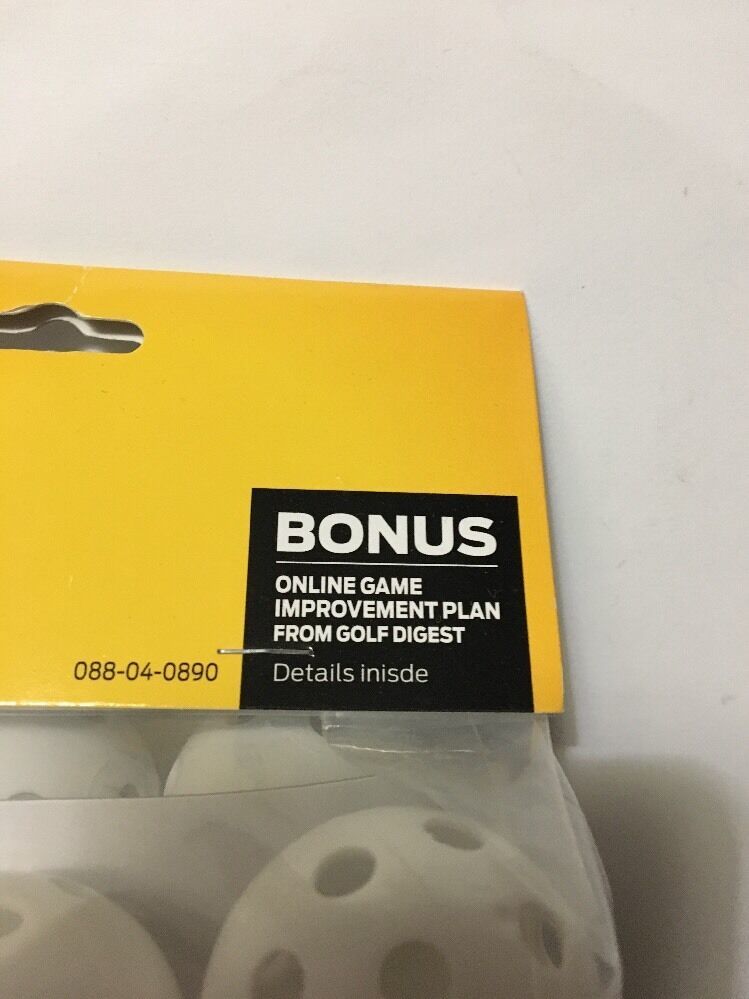 BONUS
ONLINE GAME
IMPROVEMENT PLAN
FROM GOLF DIGEST
088-04-0890
Details inisde